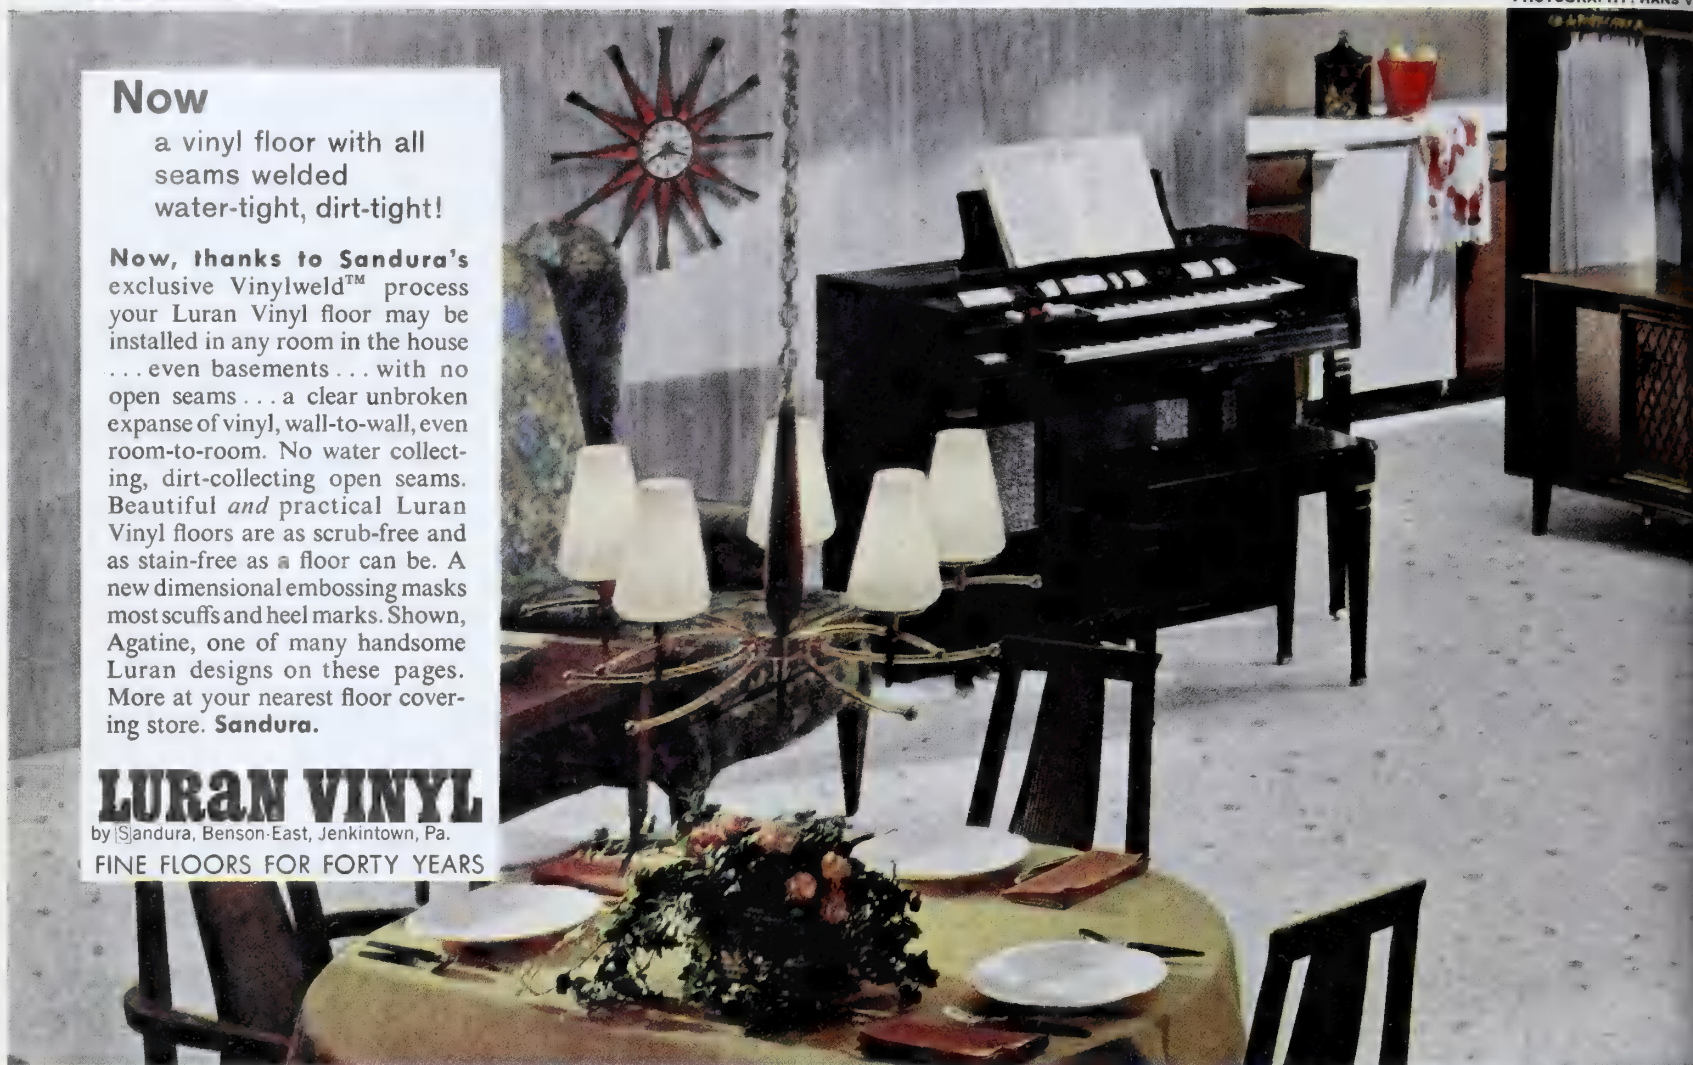 PHOTOGRAPHY: HANS
Now
a vinyl floor with all
seams welded
water-tight, dirt-tight!
Now, thanks to Sandura's
exclusive Vinylweld™ process
your Luran Vinyl floor may be
installed in any room in the house
. . . even basements . . . with no
open seams . . . a clear unbroken
expanse of vinyl, wall-to-wall, even
room-to-room. No water collect-
ing, dirt-collecting open seams.
Beautiful and practical Luran
Vinyl floors are as scrub-free and
as stain-free as a floor can be. A
new dimensional embossing masks
most scuffs and heel marks. Shown,
Agatine, one of many handsome
Luran designs on these pages.
More at your nearest floor cover-
ing store. Sandura.
LURAN VINYL
by Sandura, Benson-East, Jenkintown, Pa.
FINE FLOORS FOR FORTY YEARS